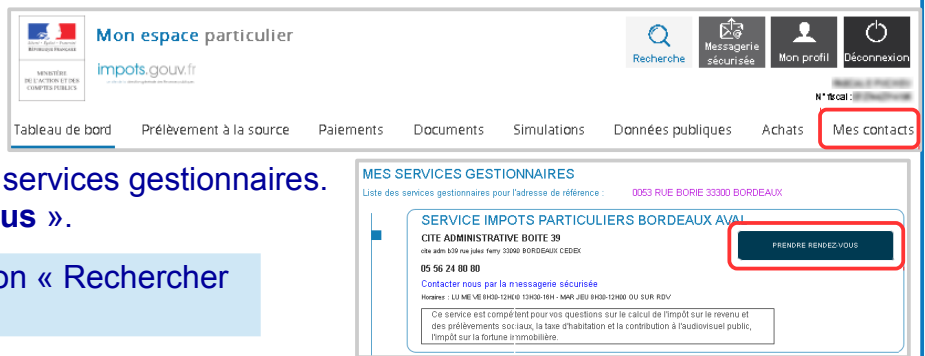 Mon espace particulier
impots.gouv.fr
RÉPUBLIQUE FRANÇAISE
MINISTÈRE
DE L'ACTION ET DES
COMPTES PUBLICS
Recherche
Messagerie
sécurisée
Mon profil
Déconnexion
N° fiscal :
Tableau de bord Prélèvement à la source Paiements Documents Simulations Données publiques Achats Mes contacts
services gestionnaires.
us ».
on « Rechercher
MES SERVICES GESTIONNAIRES
Liste des services gestionnaires pour l'adresse de référence : 0053 RUE BORIE 33300 BORDEAUX
SERVICE IMPOTS PARTICULIERS BORDEAUX AVAL
CITE ADMINISTRATIVE BOITE 39
cite adm b39 rue jules ferry 33090 BORDEAUX CEDEX
PRENDRE RENDEZ-VOUS
05 56 24 80 80
Contacter nous par la messagerie sécurisée
Horaires : LU ME VE 8H30-12H00 13H30-16H - MAR JEU 8H30-12H00 OU SUR RDV
Ce service est compétent pour vos questions sur le calcul de l'impôt sur le revenu et
des prélèvements sociaux, la taxe d'habitation et la contribution à l'audiovisuel public,
l'impôt sur la fortune immobilière.